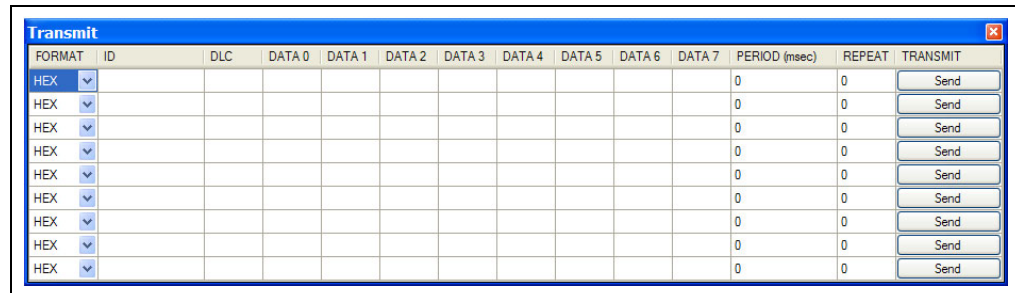 Transmit
FORMAT ID DLC DATA 0 DATA 1 DATA 2 DATA 3 DATA 4 DATA 5 DATA 6 DATA 7 PERIOD (msec) REPEAT TRANSMIT
HEX 0 0 Send
HEX 0 0 Send
HEX 0 0 Send
HEX 0 0 Send
HEX 0 0 Send
HEX 0 0 Send
HEX 0 0 Send
HEX 0 0 Send
HEX 0 0 Send